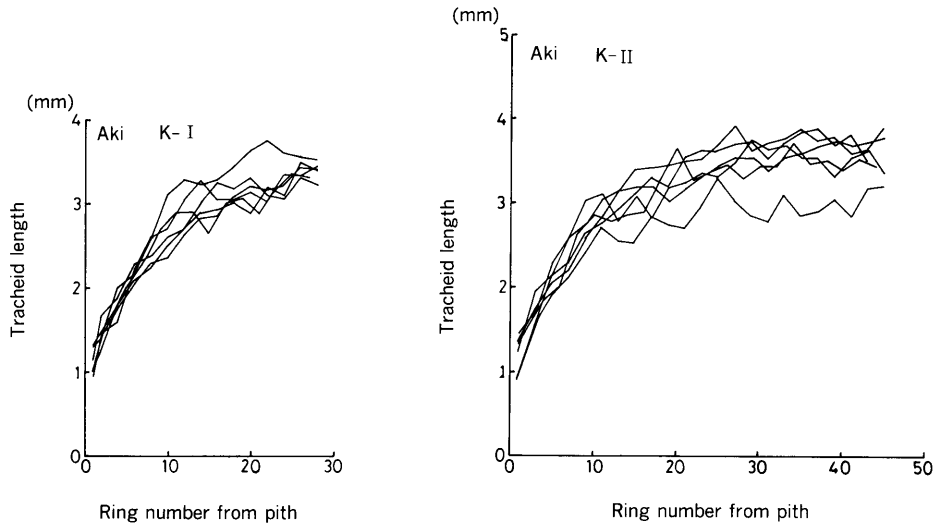 (mm)
Aki K-I
4
3
2
1
0
0 10 20 30
Tracheid length
Ring number from pith
(mm)
Aki K-II
5
4
3
2
1
0
0 10 20 30 40 50
Tracheid length
Ring number from pith